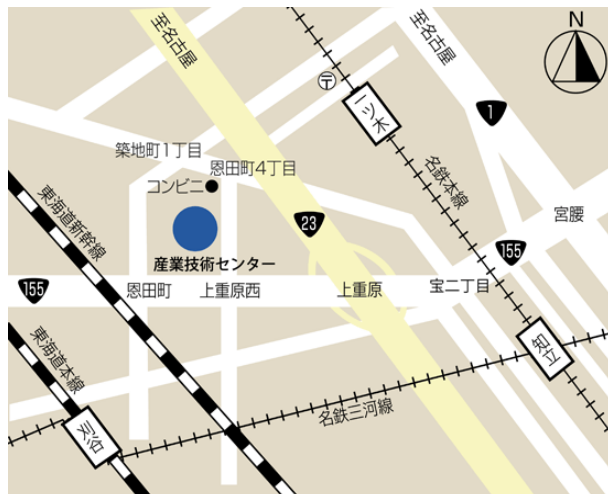 至名古屋
至名古屋
N
〒
一ツ木
1
築地町1丁目
恩田町4丁目
コンビニ
名鉄本線
東海道新幹線
23
宮腰
155
産業技術センター
155
恩田町
上重原西
上重原
宝二丁目
東海道本線
知立
名鉄三河線
刈谷